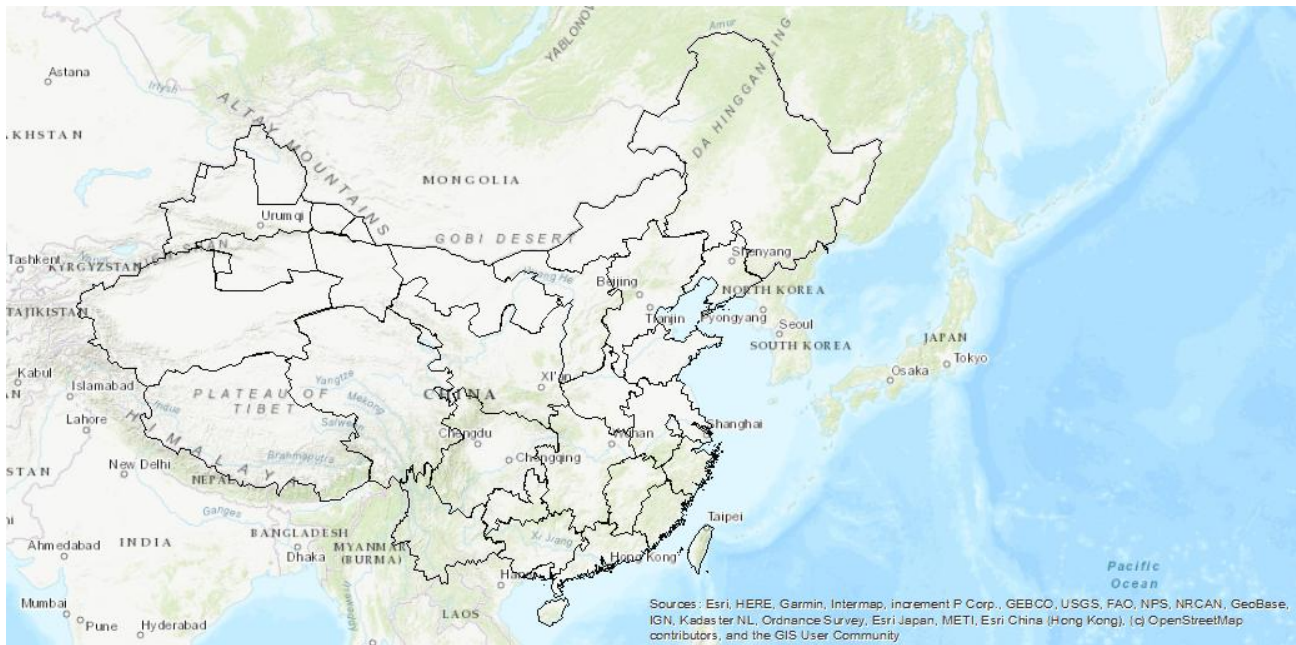 Amur
YABLONOV
Astana
Irtysh
ALTAY MOUNTAINS
AKHSTAN
DA HINGGAN LING
MONGOLIA
Urumqi
GOBI DESERT
Tashkent
KYRGYZSTAN
Shenyang
Beijing
NORTH KOREA
TAJIKISTAN
Tianjin
Pyongyang
Seoul
SOUTH KOREA
JAPAN
Tokyo
Osaka
Kabul
Islamabad
Indus
PLATEAU OF
TIBET
Yangtze
Mekong
Salween
CHINA
XI'an
Lahore
HIMALAYA
Shanghai
Wuhan
Chengdu
Chongqing
Brahmaputra
New Delhi
STAN
NEPAL
Ganges
Taipei
BANGLADESH
Xi Jiang
Hong Kong
INDIA
Ahmedabad
Dhaka
MYANMAR
(BURMA)
Irrawaddy
LAOS
Pacific
Ocean
Mumbai
Pune
Hyderabad
Sources: Esri, HERE, Garmin, Intermap, increment P Corp., GEBCO, USGS, FAO, NPS, NRCAN, GeoBase,
IGN, Kadaster NL, Ordnance Survey, Esri Japan, METI, Esri China (Hong Kong), (c) OpenStreetMap
contributors, and the GIS User Community